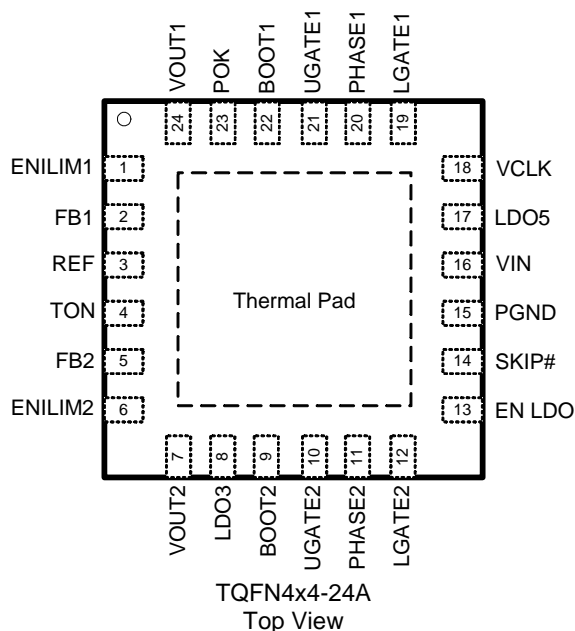 VOUT1
POK
BOOT1
UGATE1
PHASE1
LGATE1
24
23
22
21
20
19
ENILIM1 1
18 VCLK
FB1 2
17 LDO5
REF 3
16 VIN
Thermal Pad
TON 4
15 PGND
FB2 5
14 SKIP#
ENILIM2 6
13 EN LDO
7
8
9
10
11
12
VOUT2
LDO3
BOOT2
UGATE2
PHASE2
LGATE2
TQFN4x4-24A
Top View